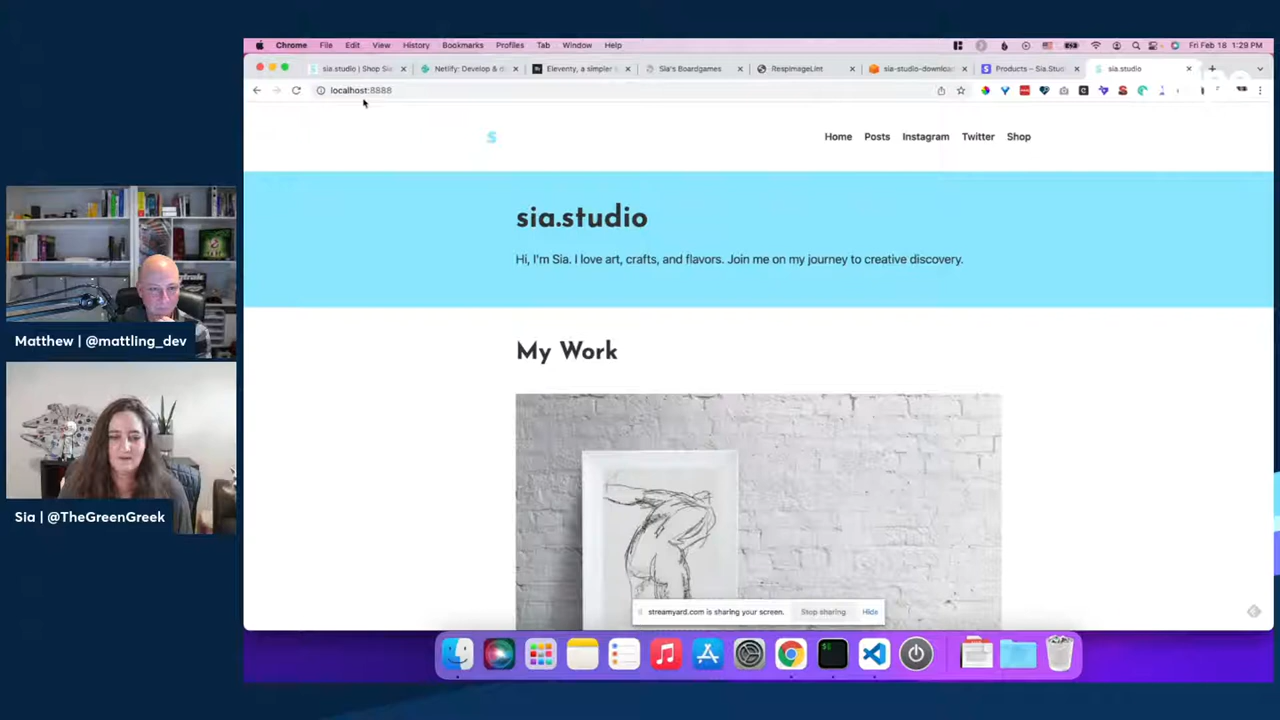 Chrome File Edit View History Bookmarks Profiles Tab Window Help
Fri Feb 18 1:29 PM
sia.studio | Shop Sia
Netlify: Develop & d
Eleventy, a simpler s
Sia's Boardgames
RespImageLint
sia-studio-download
Products – Sia.Studi
sia.studio
localhost:8888
S
Home Posts Instagram Twitter Shop
sia.studio
Hi, I'm Sia. I love art, crafts, and flavors. Join me on my journey to creative discovery.
My Work
Matthew | @mattling_dev
Sia | @TheGreenGreek
streamyard.com is sharing your screen. Stop sharing Hide